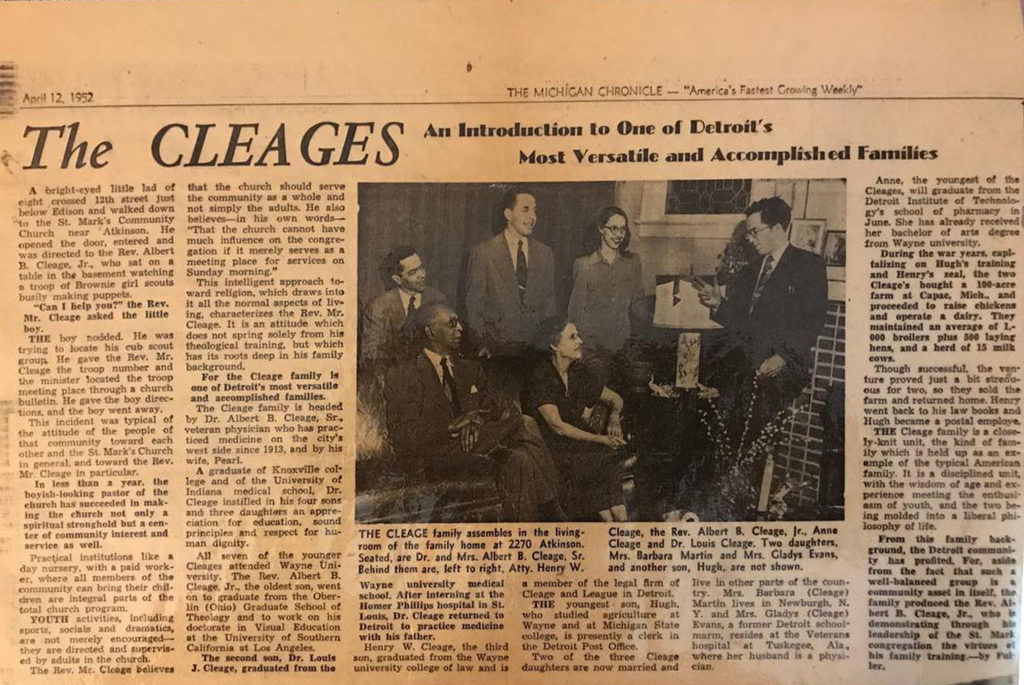 April 12, 1952
THE MICHIGAN CHRONICLE — "America's Fastest Growing Weekly"
The CLEAGES
An Introduction to One of Detroit's
Most Versatile and Accomplished Families
A bright-eyed little lad of
eight crossed 12th street just
below Edison and walked down
to the St. Mark's Community
Church near Atkinson. He
opened the door, entered and
was directed to the Rev. Albert
B. Cleage, Jr., who sat on a
table in the basement watching
a troop of Brownie girl scouts
busily making puppets.
"Can I help you?" the Rev.
Mr. Cleage asked the little
boy.
THE boy nodded. He was
trying to locate his cub scout
group. He gave the Rev. Mr.
Cleage the troop number and
the minister located the troop
meeting place through a church
bulletin. He gave the boy direc-
tions, and the boy went away.
This incident was typical of
the attitude of the people of
that community toward each
other and the St. Mark's Church
in general, and toward the Rev.
Mr. Cleage in particular.
In less than a year, the
boyish-looking pastor of the
church has succeeded in mak-
ing the church not only a
spiritual stronghold but a cen-
ter of community interest and
service as well.
Practical institutions like a
day nursery, with a paid work-
er, where all members of the
community can bring their chil-
dren are integral parts of the
total church program.
YOUTH activities, including
sports, socials and dramatics,
are not merely encouraged—
they are directed and supervis-
ed by adults in the church.
The Rev. Mr. Cleage believes
that the church should serve
the community as a whole and
not simply the adults. He also
believes—in his own words—
"That the church cannot have
much influence on the congre-
gation if it merely serves as a
meeting place for services on
Sunday morning."
This intelligent approach to-
ward religion, which draws into
it all the normal aspects of liv-
ing, characterizes the Rev. Mr.
Cleage. It is an attitude which
does not spring solely from his
theological training, but which
has its roots deep in his family
background.
For the Cleage family is
one of Detroit's most versatile
and accomplished families.
The Cleage family is headed
by Dr. Albert B. Cleage, Sr.,
veteran physician who has prac-
ticed medicine on the city's
west side since 1913, and by his
wife, Pearl.
A graduate of Knoxville col-
lege and of the University of
Indiana medical school, Dr.
Cleage instilled in his four sons
and three daughters an appre-
ciation for education, sound
principles and respect for hu-
man dignity.
All seven of the younger
Cleages attended Wayne Uni-
versity. The Rev. Albert B.
Cleage, Jr., the oldest son, went
on to graduate from the Ober-
lin (Ohio) Graduate School of
Theology and to work on his
doctorate in Visual Education
at the University of Southern
California at Los Angeles.
The second son, Dr. Louis
J. Cleage, graduated from the
THE CLEAGE family assembles in the living-
room of the family home at 2270 Atkinson.
Seated, are Dr. and Mrs. Albert B. Cleage, Sr.
Behind them are, left to right, Atty. Henry W.
Cleage, the Rev. Albert B. Cleage, Jr., Anne
Cleage and Dr. Louis Cleage. Two daughters,
Mrs. Barbara Martin and Mrs. Gladys Evans,
and another son, Hugh, are not shown.
Wayne university medical
school. After interning at the
Homer Phillips hospital in St.
Louis, Dr. Cleage returned to
Detroit to practice medicine
with his father.
Henry W. Cleage, the third
son, graduated from the Wayne
university college of law and is
a member of the legal firm of
Cleage and League in Detroit.
THE youngest son, Hugh,
who studied agriculture at
Wayne and at Michigan State
college, is presently a clerk in
the Detroit Post Office.
Two of the three Cleage
daughters are now married and
live in other parts of the coun-
try. Mrs. Barbara (Cleage)
Martin lives in Newburgh, N.
Y. and Mrs. Gladys (Cleage)
Evans, a former Detroit school-
marm, resides at the Veterans
hospital at Tuskegee, Ala.,
where her husband is a physi-
cian.
Anne, the youngest of the
Cleages, will graduate from the
Detroit Institute of Technolo-
gy's school of pharmacy in
June. She has already received
her bachelor of arts degree
from Wayne university.
During the war years, cap-
italizing on Hugh's training
and Henry's zeal, the two
Cleage's bought a 100-acre
farm at Capac, Mich., and
proceeded to raise chickens
and operate a dairy. They
maintained an average of 1,-
000 broilers plus 500 laying
hens, and a herd of 15 milk
cows.
Though successful, the ven-
ture proved just a bit strenu-
ous for two, so they sold the
farm and returned home. Henry
went back to his law books and
Hugh became a postal employe.
THE Cleage family is a close-
ly-knit unit, the kind of fam-
ily which is held up as an ex-
ample of the typical American
family. It is a disciplined unit,
with the wisdom of age and ex-
perience meeting the enthusi-
asm of youth, and the two be-
ing molded into a liberal phi-
losophy of life.
From this family back-
ground, the Detroit communi-
ty has profited. For, aside
from the fact that such a
well-balanced group is a
community asset in itself, the
family produced the Rev. Al-
bert B. Cleage, Jr., who is
demonstrating through his
leadership of the St. Mark
congregation the virtues of
his family training.—by Ful-
ler.